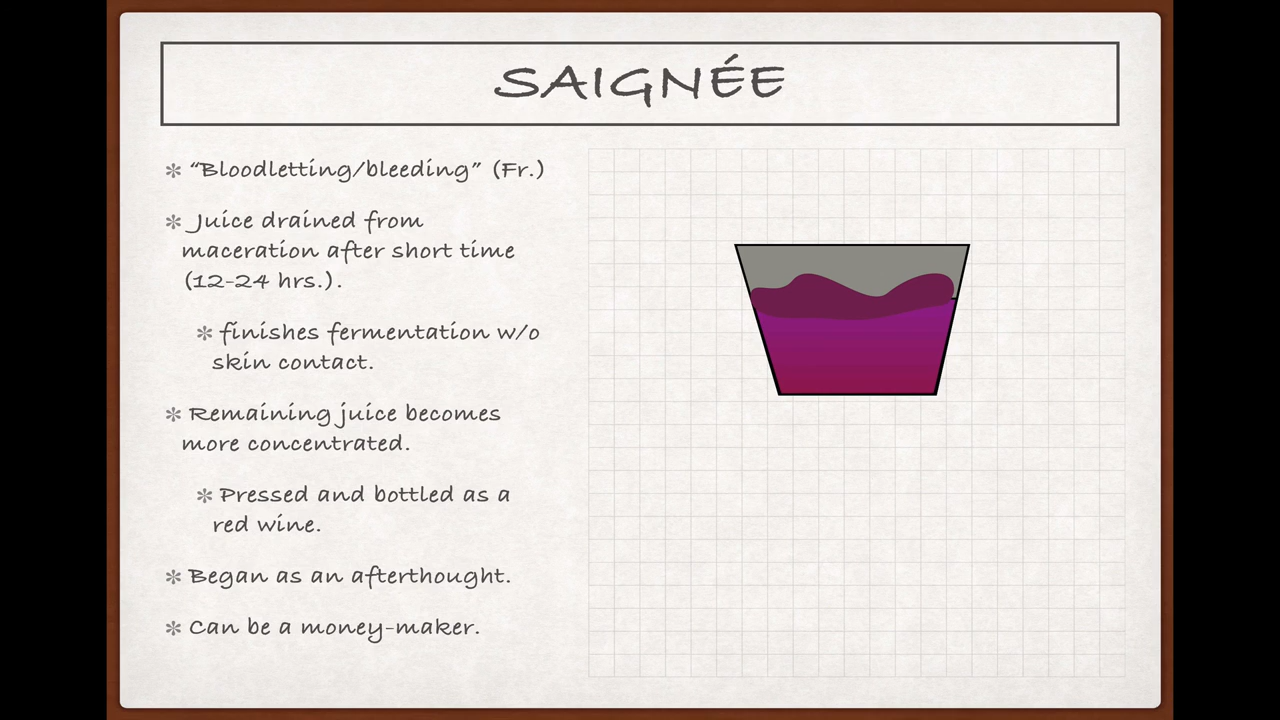 SAIGNÉE
✼ “Bloodletting/bleeding” (Fr.)
✼ Juice drained from
maceration after short time
(12-24 hrs.).
✼ finishes fermentation w/o
skin contact.
✼ Remaining juice becomes
more concentrated.
✼ Pressed and bottled as a
red wine.
✼ Began as an afterthought.
✼ Can be a money-maker.